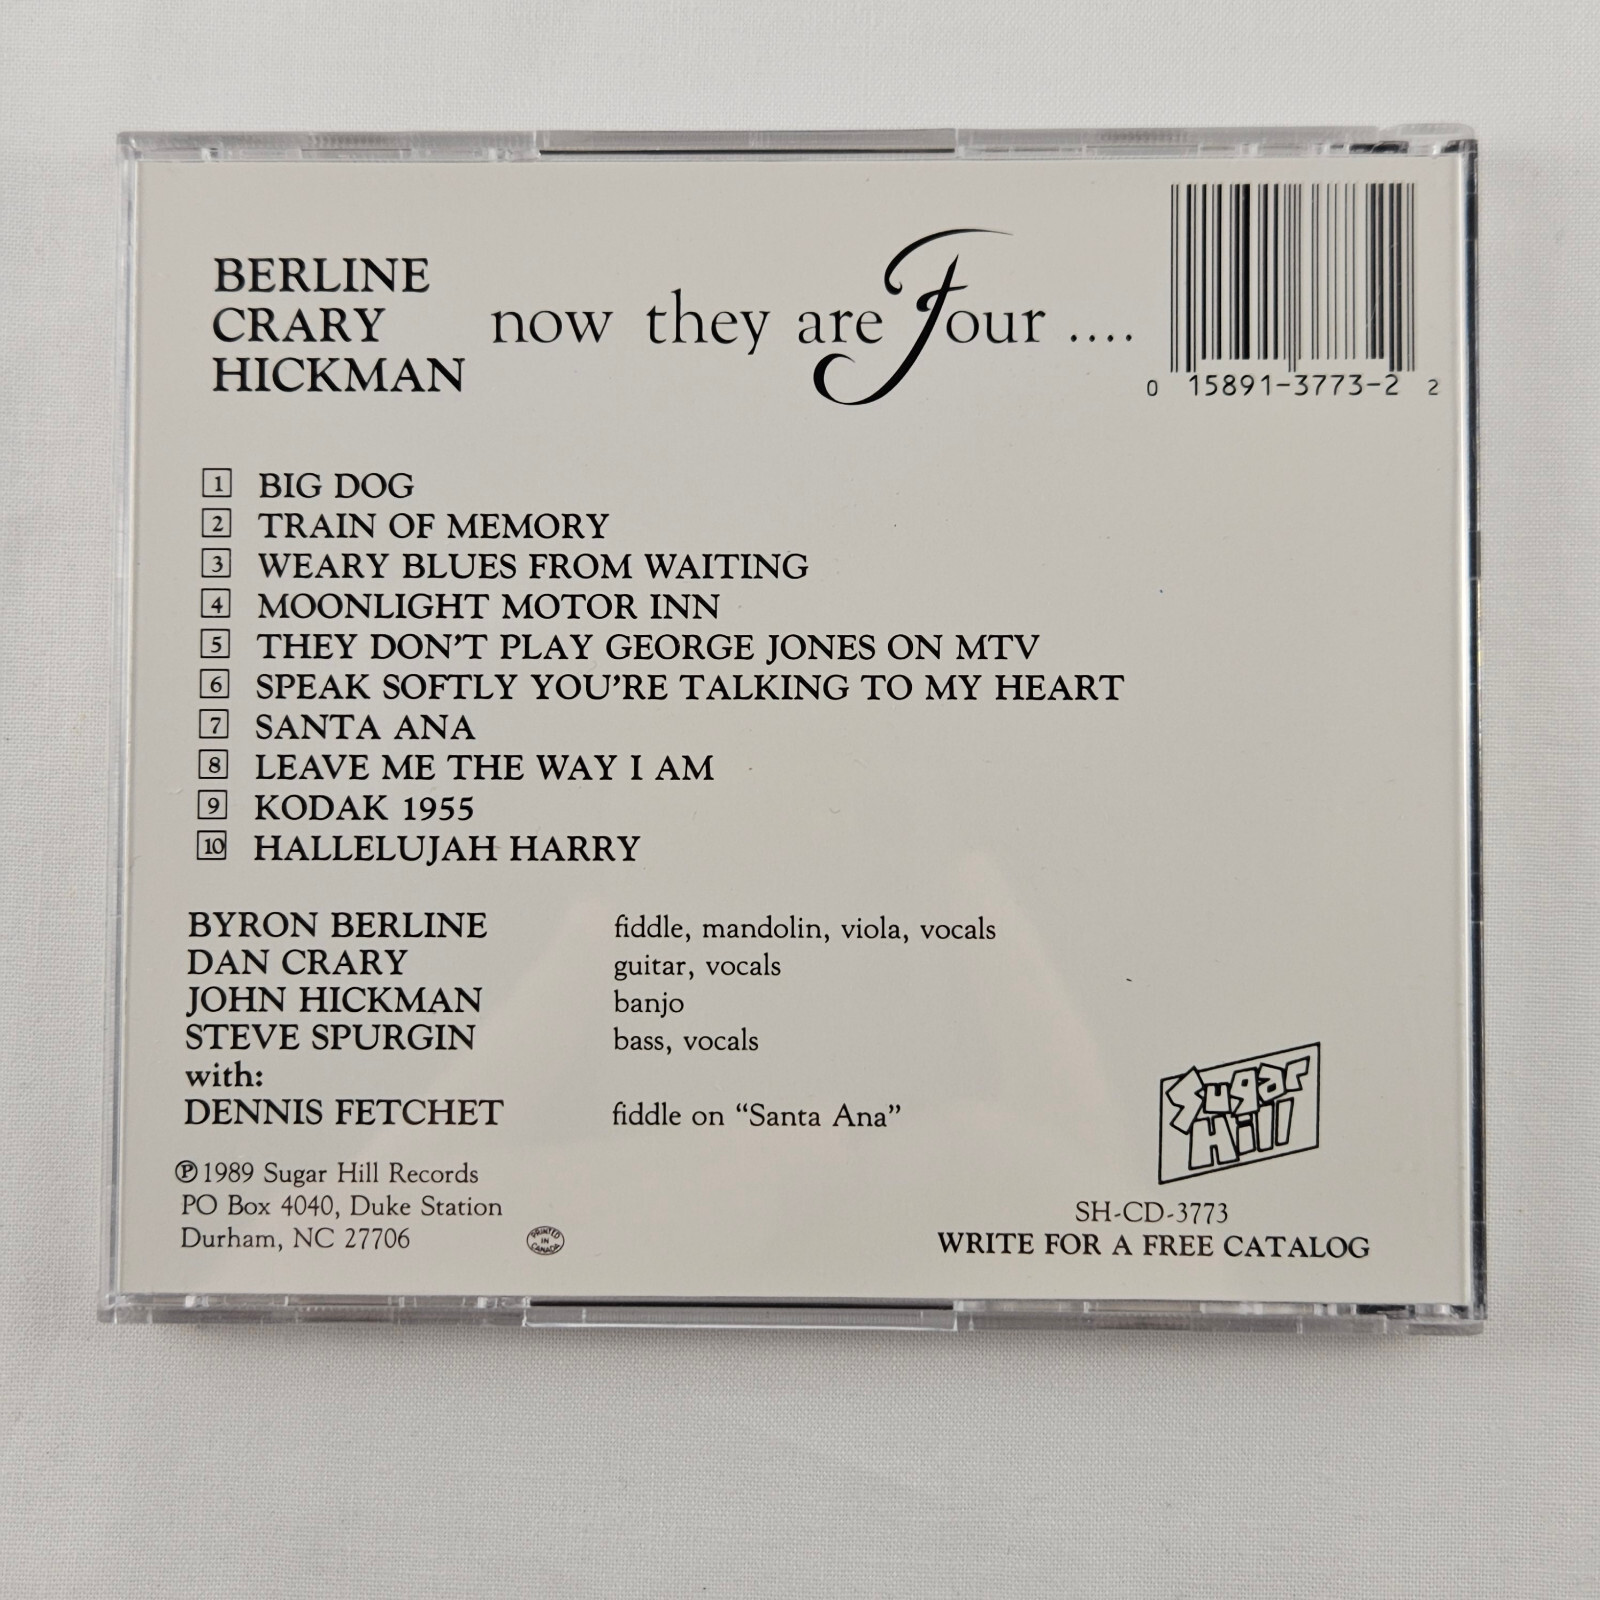 BERLINE
CRARY
HICKMAN
now they are Four ....
0 15891-3773-2 2
1 BIG DOG
2 TRAIN OF MEMORY
3 WEARY BLUES FROM WAITING
4 MOONLIGHT MOTOR INN
5 THEY DON'T PLAY GEORGE JONES ON MTV
6 SPEAK SOFTLY YOU'RE TALKING TO MY HEART
7 SANTA ANA
8 LEAVE ME THE WAY I AM
9 KODAK 1955
10 HALLELUJAH HARRY
BYRON BERLINE fiddle, mandolin, viola, vocals
DAN CRARY guitar, vocals
JOHN HICKMAN banjo
STEVE SPURGIN bass, vocals
with:
DENNIS FETCHET fiddle on “Santa Ana”
℗ 1989 Sugar Hill Records
PO Box 4040, Duke Station
Durham, NC 27706
PRINTED
IN
CANADA
Sugar
Hill
SH-CD-3773
WRITE FOR A FREE CATALOG